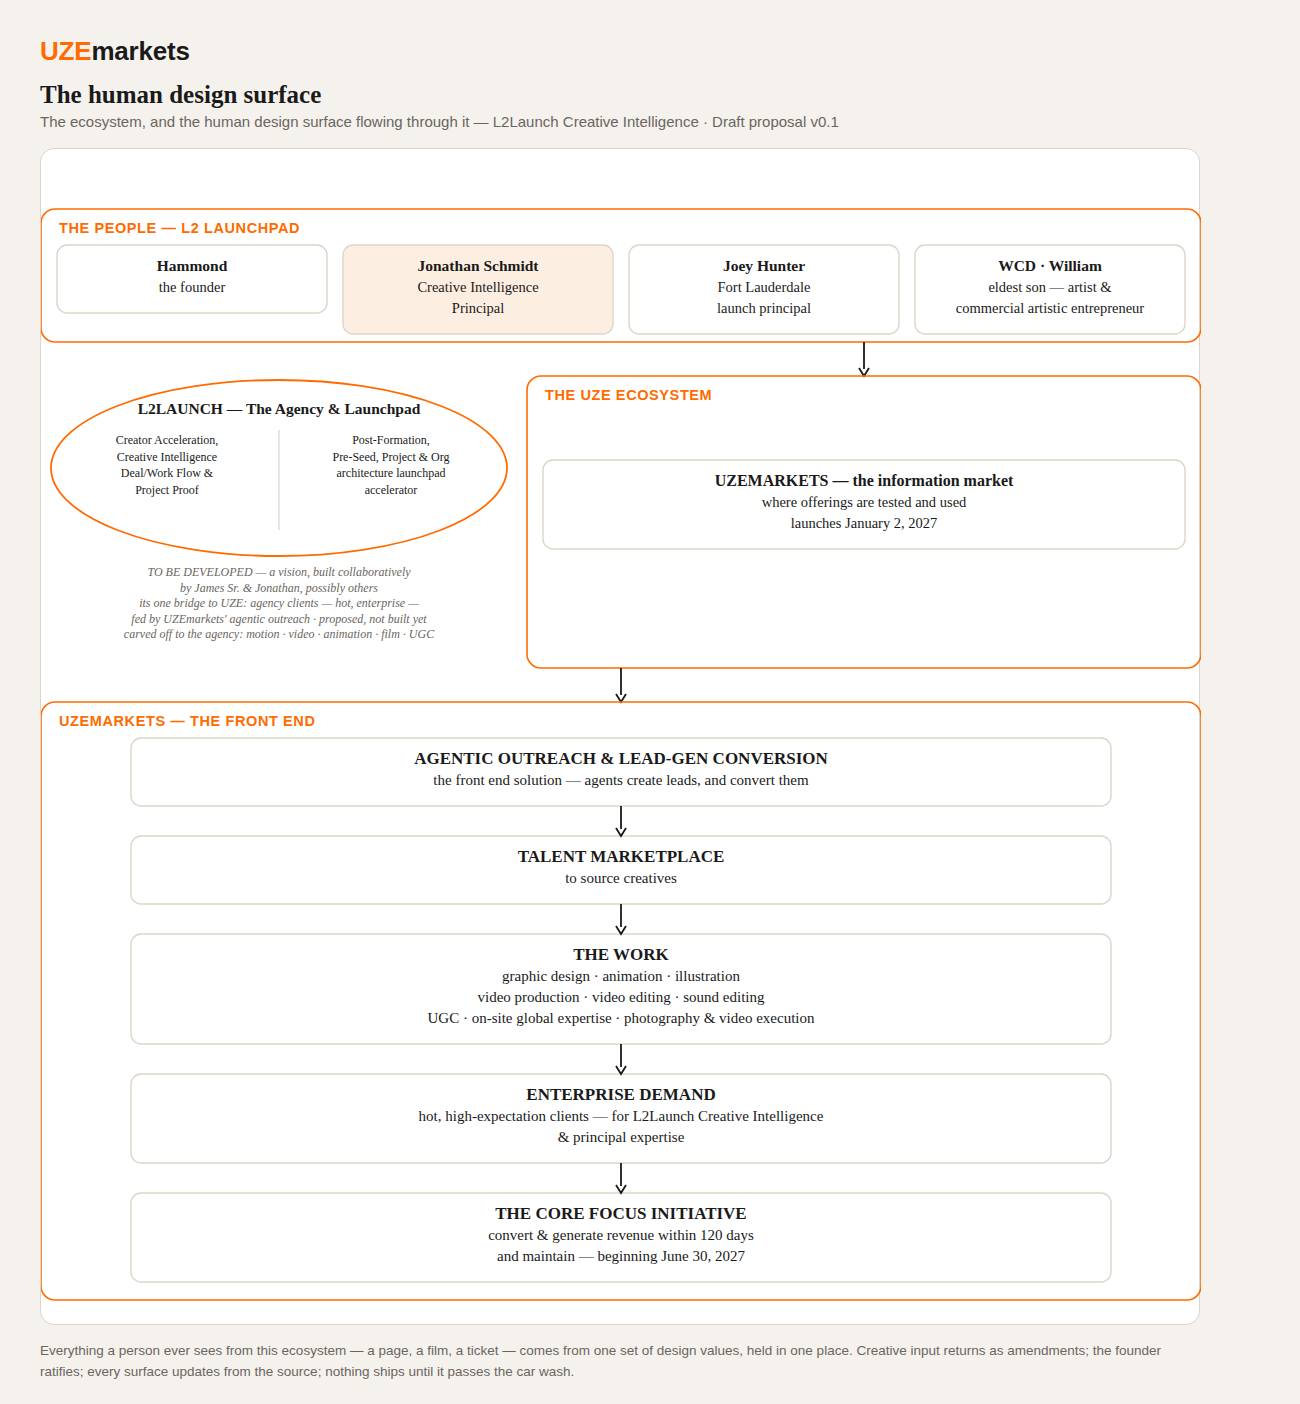 UZEmarkets
The human design surface
The ecosystem, and the human design surface flowing through it — L2Launch Creative Intelligence · Draft proposal v0.1
THE PEOPLE — L2 LAUNCHPAD
Hammond
the founder
Jonathan Schmidt
Creative Intelligence
Principal
Joey Hunter
Fort Lauderdale
launch principal
WCD · William
eldest son — artist &
commercial artistic entrepreneur
L2LAUNCH — The Agency & Launchpad
Creator Acceleration,
Creative Intelligence
Deal/Work Flow &
Project Proof
Post-Formation,
Pre-Seed, Project & Org
architecture launchpad
accelerator
TO BE DEVELOPED — a vision, built collaboratively
by James Sr. & Jonathan, possibly others
its one bridge to UZE: agency clients — hot, enterprise —
fed by UZEmarkets' agentic outreach · proposed, not built yet
carved off to the agency: motion · video · animation · film · UGC
THE UZE ECOSYSTEM
UZEMARKETS — the information market
where offerings are tested and used
launches January 2, 2027
UZEMARKETS — THE FRONT END
AGENTIC OUTREACH & LEAD-GEN CONVERSION
the front end solution — agents create leads, and convert them
TALENT MARKETPLACE
to source creatives
THE WORK
graphic design · animation · illustration
video production · video editing · sound editing
UGC · on-site global expertise · photography & video execution
ENTERPRISE DEMAND
hot, high-expectation clients — for L2Launch Creative Intelligence
& principal expertise
THE CORE FOCUS INITIATIVE
convert & generate revenue within 120 days
and maintain — beginning June 30, 2027
Everything a person ever sees from this ecosystem — a page, a film, a ticket — comes from one set of design values, held in one place. Creative input returns as amendments; the founder
ratifies; every surface updates from the source; nothing ships until it passes the car wash.